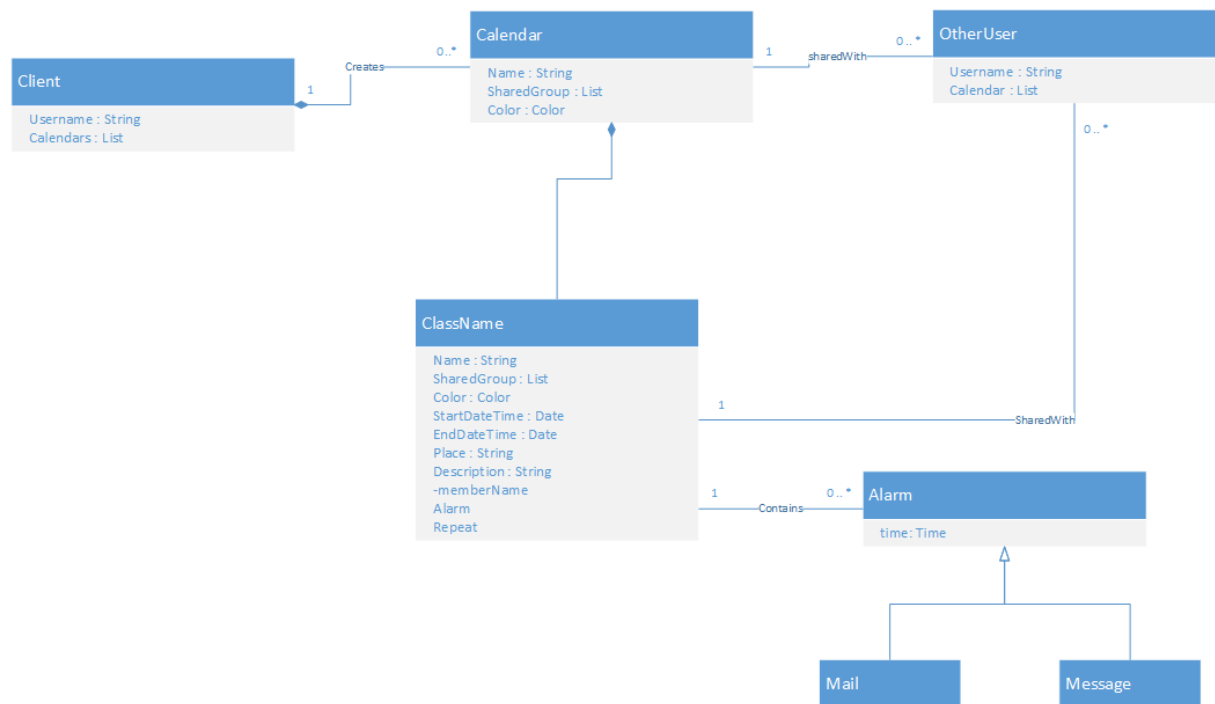 Client
Username : String
Calendars : List
1
Creates
0..*
Calendar
Name : String
SharedGroup : List
Color : Color
1
sharedWith
0..*
OtherUser
Username : String
Calendar : List
0..*
ClassName
Name : String
SharedGroup : List
Color : Color
StartDateTime : Date
EndDateTime : Date
Place : String
Description : String
-memberName
Alarm
Repeat
1
SharedWith
1
Contains
0..*
Alarm
time: Time
Mail
Message